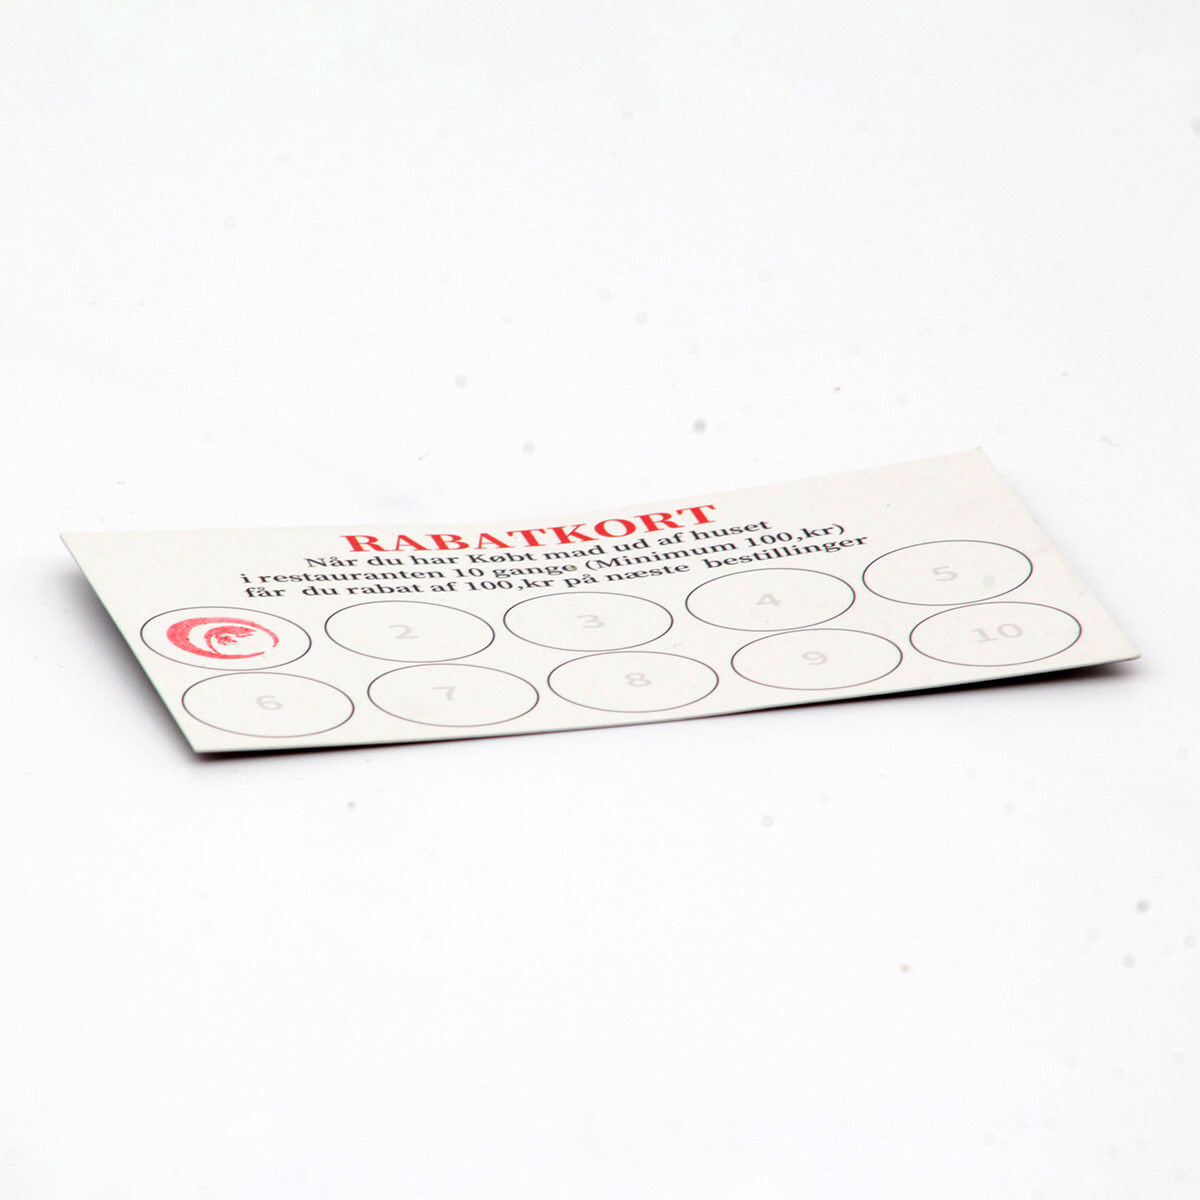 RABATKORT
Når du har Købt mad ud af huset
i restauranten 10 gange (Minimum 100,kr)
får du rabat af 100,kr på næste bestillinger
2 3 4 5
6 7 8 9 10